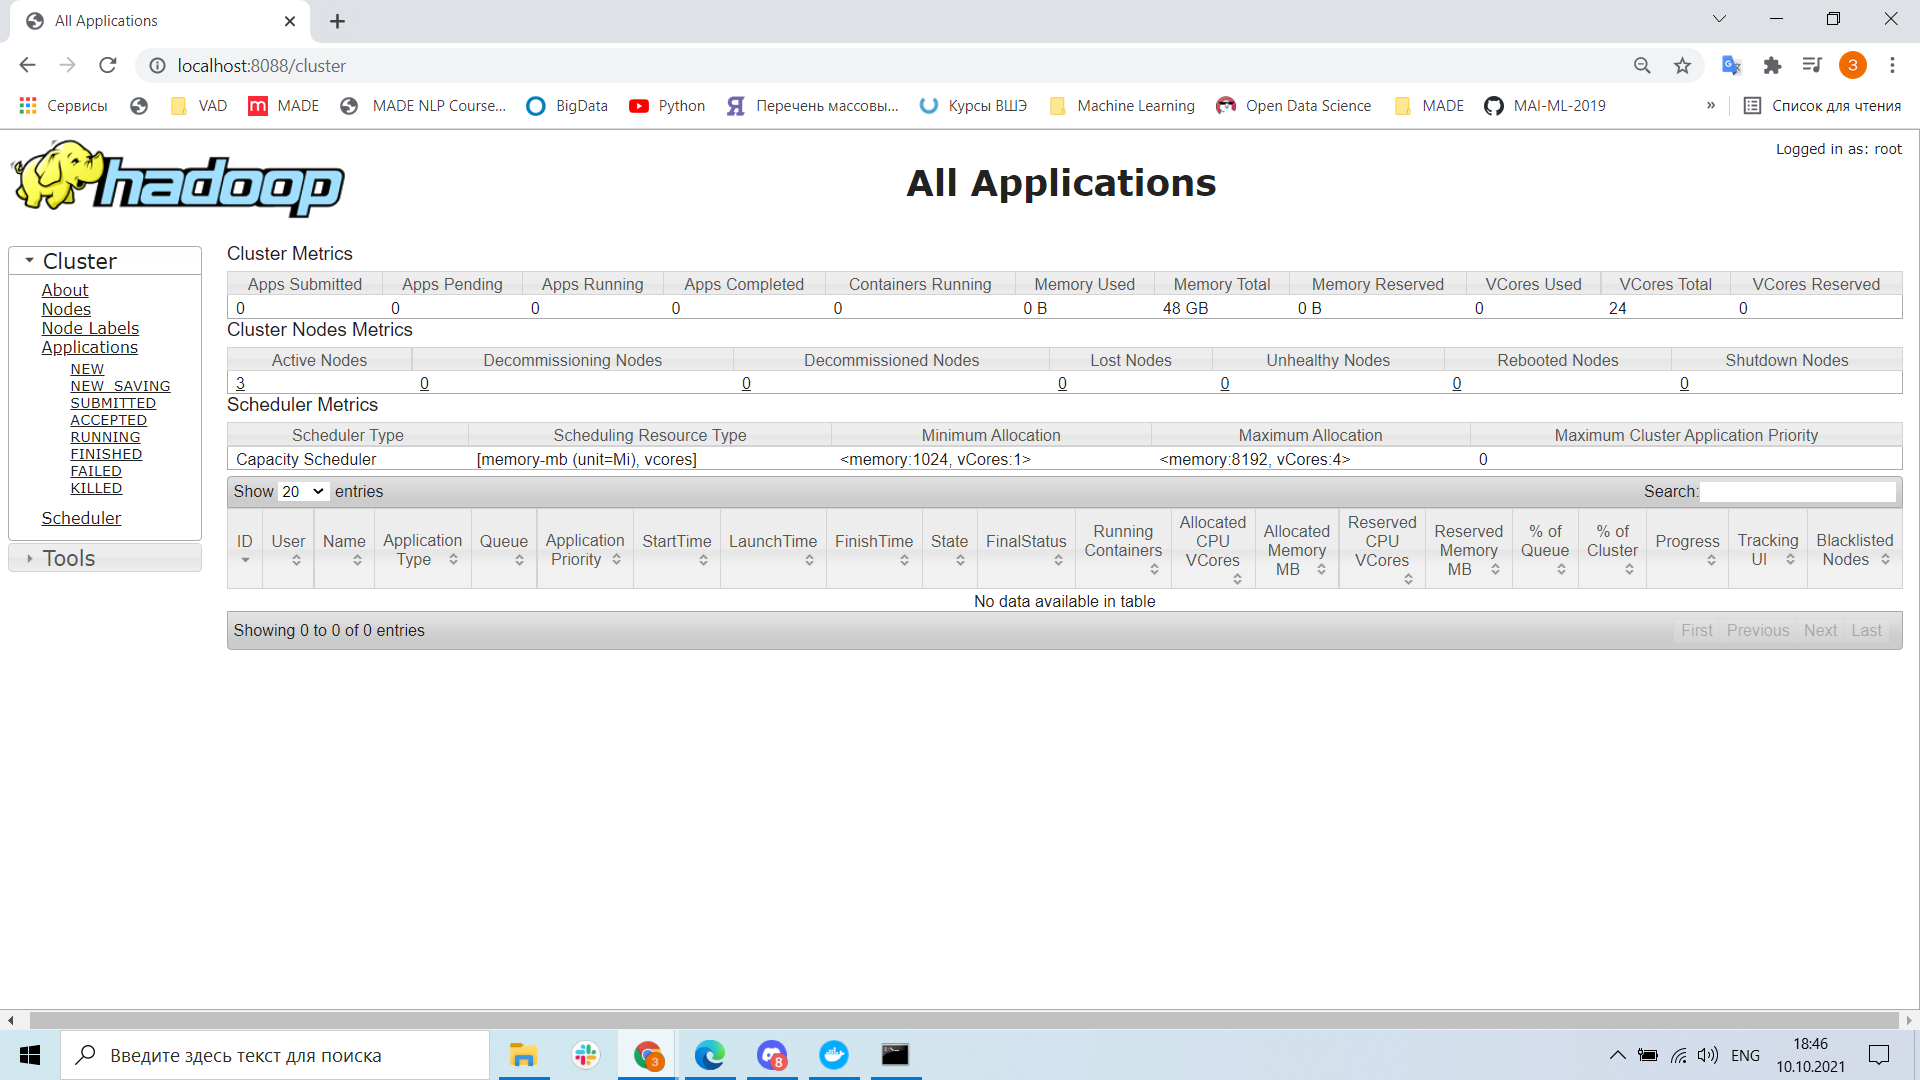 All Applications
localhost:8088/cluster
3
Сервисы VAD MADE MADE NLP Course... BigData Python Перечень массовы... Курсы ВШЭ Machine Learning Open Data Science MADE MAI-ML-2019 » Список для чтения
hadoop
Logged in as: root
All Applications
Cluster
About
Nodes
Node Labels
Applications
NEW
NEW_SAVING
SUBMITTED
ACCEPTED
RUNNING
FINISHED
FAILED
KILLED
Scheduler
Tools
Cluster Metrics
Apps Submitted Apps Pending Apps Running Apps Completed Containers Running Memory Used Memory Total Memory Reserved VCores Used VCores Total VCores Reserved
0 0 0 0 0 0 B 48 GB 0 B 0 24 0
Cluster Nodes Metrics
Active Nodes Decommissioning Nodes Decommissioned Nodes Lost Nodes Unhealthy Nodes Rebooted Nodes Shutdown Nodes
3 0 0 0 0 0 0
Scheduler Metrics
Scheduler Type Scheduling Resource Type Minimum Allocation Maximum Allocation Maximum Cluster Application Priority
Capacity Scheduler [memory-mb (unit=Mi), vcores] <memory:1024, vCores:1> <memory:8192, vCores:4> 0
Show 20 entries Search:
ID User Name Application Type Queue Application Priority StartTime LaunchTime FinishTime State FinalStatus Running Containers Allocated CPU VCores Allocated Memory MB Reserved CPU VCores Reserved Memory MB % of Queue % of Cluster Progress Tracking UI Blacklisted Nodes
No data available in table
Showing 0 to 0 of 0 entries First Previous Next Last
Введите здесь текст для поиска
3
8
ENG
18:46
10.10.2021